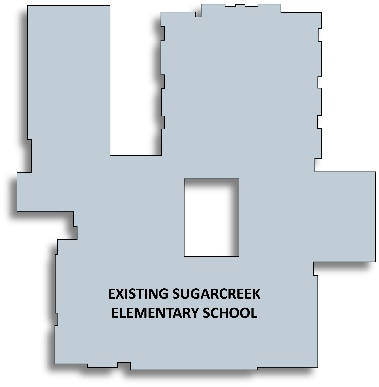 EXISTING SUGARCREEK
ELEMENTARY SCHOOL